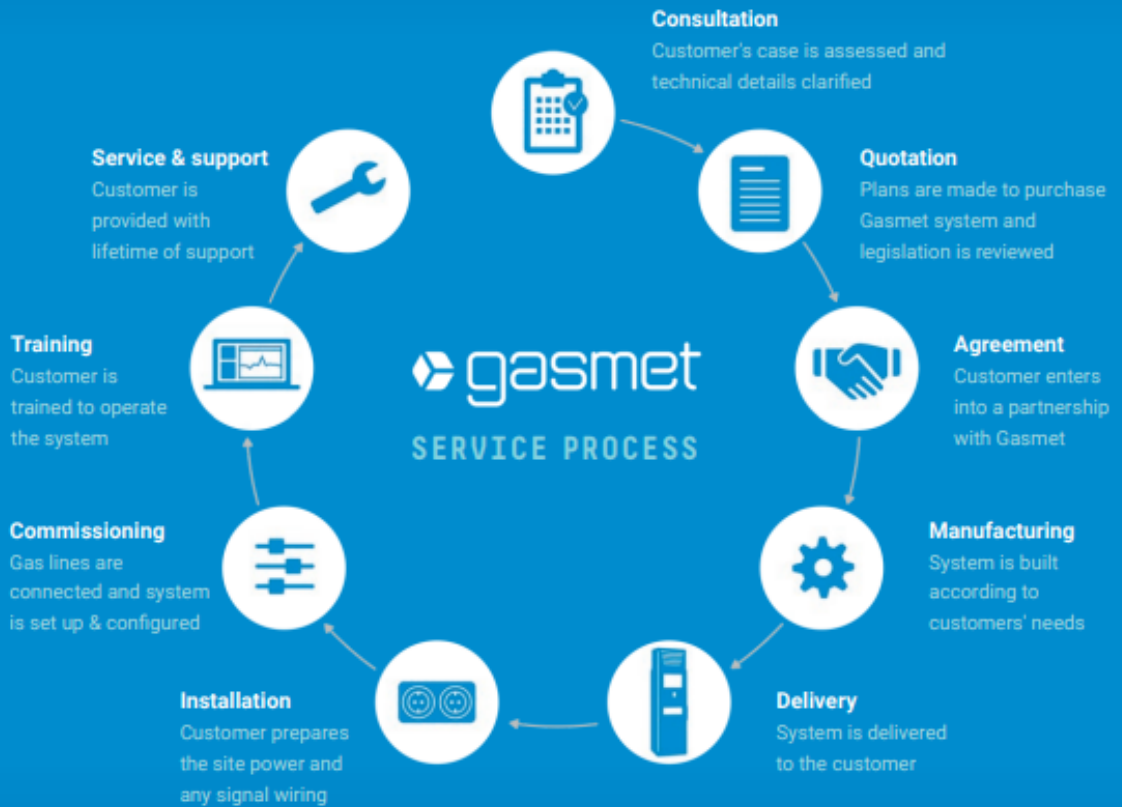 Consultation
Customer's case is assessed and
technical details clarified
Quotation
Plans are made to purchase
Gasmet system and
legislation is reviewed
Agreement
Customer enters
into a partnership
with Gasmet
Manufacturing
System is built
according to
customers' needs
Delivery
System is delivered
to the customer
Installation
Customer prepares
the site power and
any signal wiring
Commissioning
Gas lines are
connected and system
is set up & configured
Training
Customer is
trained to operate
the system
Service & support
Customer is
provided with
lifetime of support
gasmet
SERVICE PROCESS